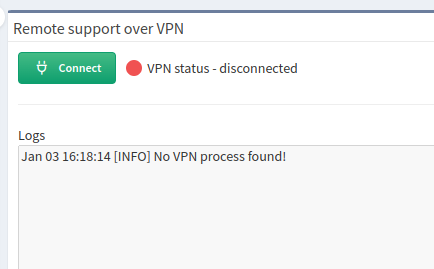 Remote support over VPN
Connect
VPN status - disconnected
Logs
Jan 03 16:18:14 [INFO] No VPN process found!